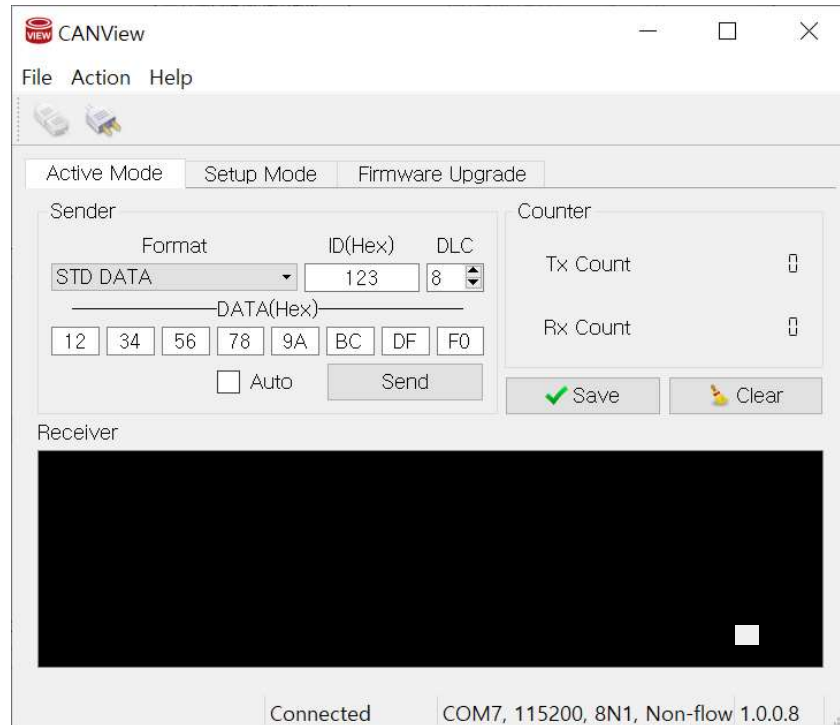 VIEW CANView
File Action Help
Active Mode Setup Mode Firmware Upgrade
Sender
Format ID(Hex) DLC
STD DATA 123 8
DATA(Hex)
12 34 56 78 9A BC DF F0
Auto Send
Counter
Tx Count 0
Rx Count 0
Save Clear
Receiver
Connected COM7, 115200, 8N1, Non-flow 1.0.0.8